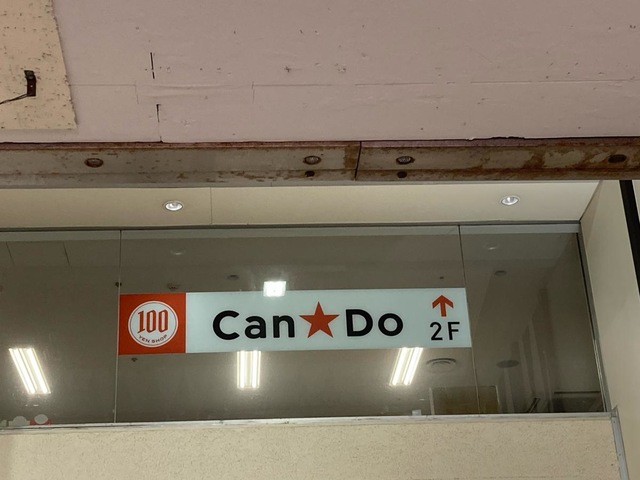 100
YEN SHOP
Can★Do
↑
2F